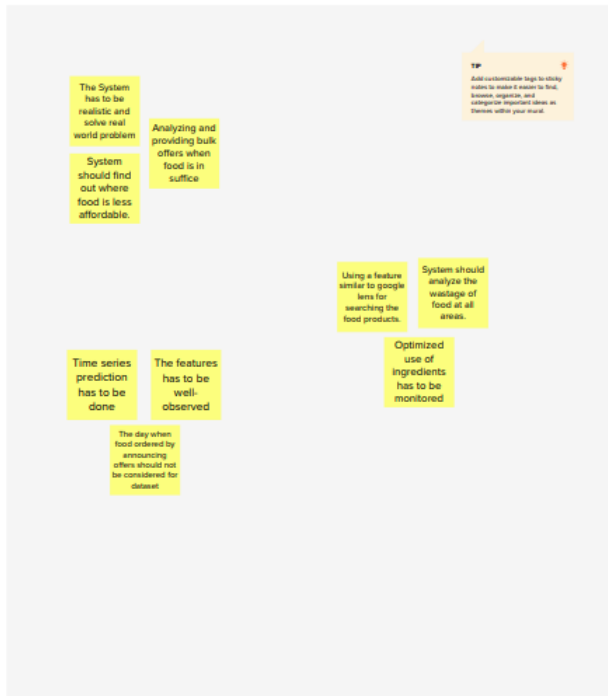 The System
has to be
realistic and
solve real
world problem
Analyzing and
providing bulk
offers when
food is in
suffice
System
should find
out where
food is less
affordable.
TIP
Add customizable tags to sticky
notes to make it easier to find,
browse, organize, and
categorize important ideas as
themes within your mural.
Using a feature
similar to google
lens for
searching the
food products.
System should
analyze the
wastage of
food at all
areas.
Optimized
use of
ingredients
has to be
monitored
Time series
prediction
has to be
done
The features
has to be
well-
observed
The day when
food ordered by
announcing
offers should not
be considered for
dataset